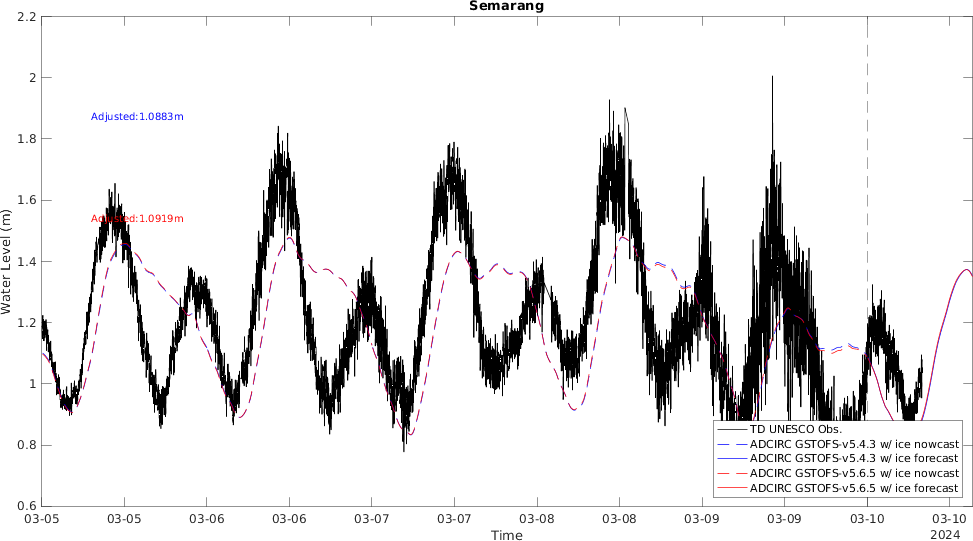 Semarang
2.2
2
1.8
1.6
1.4
1.2
1
0.8
0.6
Water Level (m)
Adjusted:1.0883m
Adjusted:1.0919m
TD UNESCO Obs.
ADCIRC GSTOFS-v5.4.3 w/ ice nowcast
ADCIRC GSTOFS-v5.4.3 w/ ice forecast
ADCIRC GSTOFS-v5.6.5 w/ ice nowcast
ADCIRC GSTOFS-v5.6.5 w/ ice forecast
03-05 03-05 03-06 03-06 03-07 03-07 03-08 03-08 03-09 03-09 03-10 03-10
2024
Time